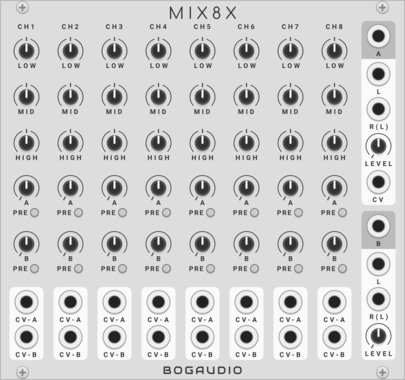 MIX8X
CH1 CH2 CH3 CH4 CH5 CH6 CH7 CH8
LOW LOW LOW LOW LOW LOW LOW LOW
A
MID MID MID MID MID MID MID MID
L
R(L)
HIGH HIGH HIGH HIGH HIGH HIGH HIGH HIGH
LEVEL
A A A A A A A A
CV
PRE PRE PRE PRE PRE PRE PRE PRE
B B B B B B B B
B
PRE PRE PRE PRE PRE PRE PRE PRE
L
CV-A CV-A CV-A CV-A CV-A CV-A CV-A CV-A
R(L)
CV-B CV-B CV-B CV-B CV-B CV-B CV-B CV-B
LEVEL
BOGAUDIO